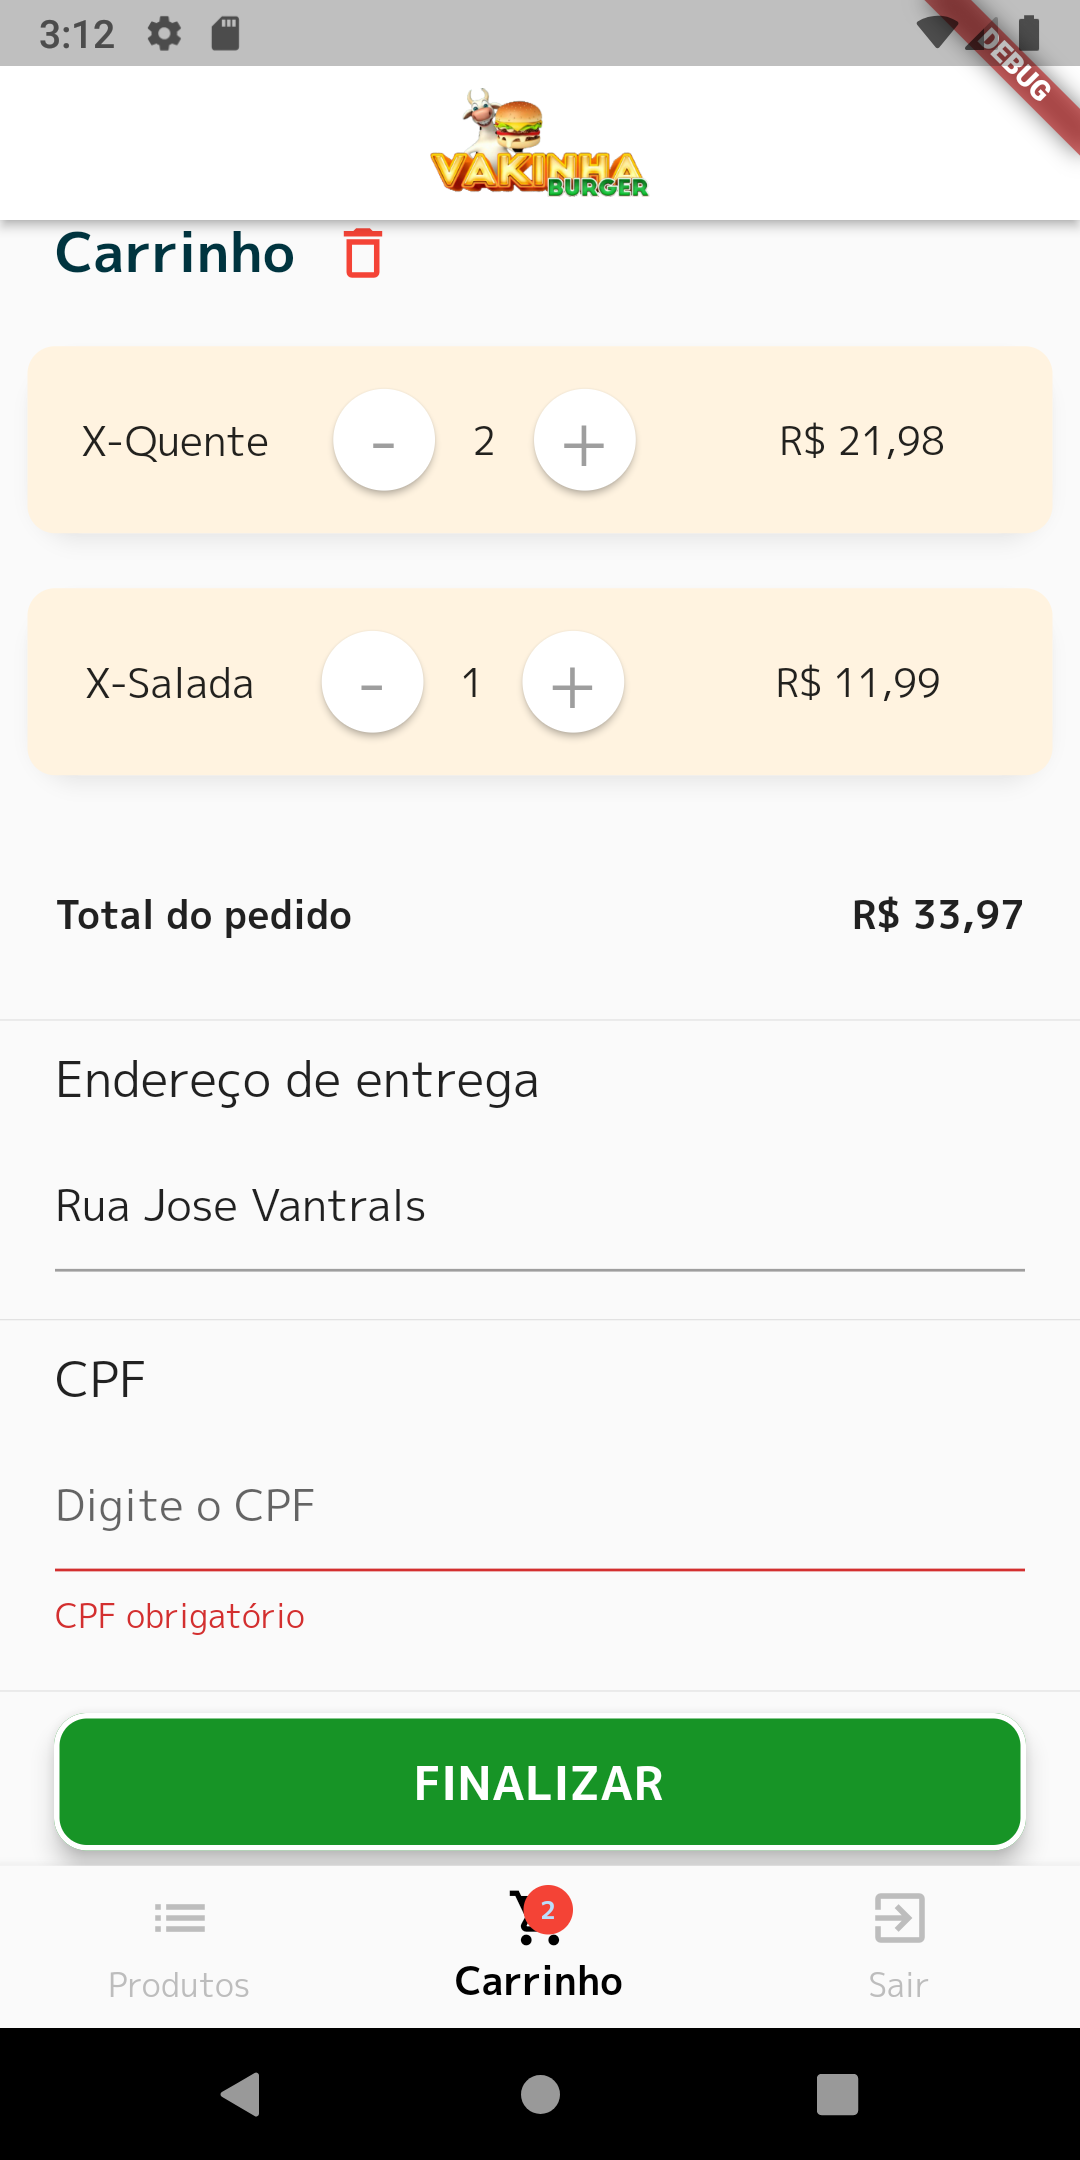 3:12
DEBUG
VAKINHA
BURGER
Carrinho
X-Quente - 2 + R$ 21,98
X-Salada - 1 + R$ 11,99
Total do pedido R$ 33,97
Endereço de entrega
Rua Jose Vantrals
CPF
Digite o CPF
CPF obrigatório
FINALIZAR
2
Produtos Carrinho Sair